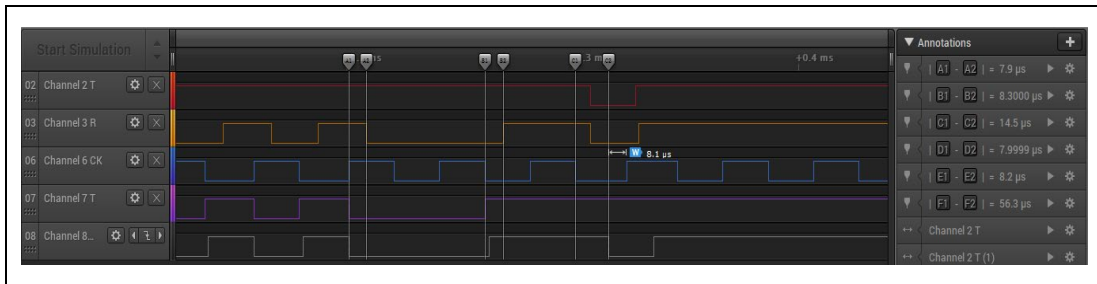 Start Simulation
▼ Annotations
+
A1 A2 B1 B2 .3 m
+0.4 ms
02 Channel 2 T
03 Channel 3 R
06 Channel 6 CK
07 Channel 7 T
08 Channel 8...
W 8.1 µs
| A1 - A2 | = 7.9 µs
| B1 - B2 | = 8.3000 µs
| C1 - C2 | = 14.5 µs
| D1 - D2 | = 7.9999 µs
| E1 - E2 | = 8.2 µs
| F1 - F2 | = 56.3 µs
Channel 2 T
Channel 2 T (1)